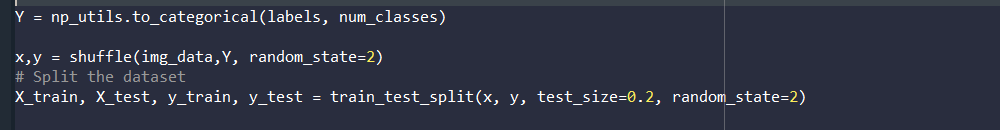 Y = np_utils.to_categorical(labels, num_classes)
x,y = shuffle(img_data,Y, random_state=2)
# Split the dataset
X_train, X_test, y_train, y_test = train_test_split(x, y, test_size=0.2, random_state=2)